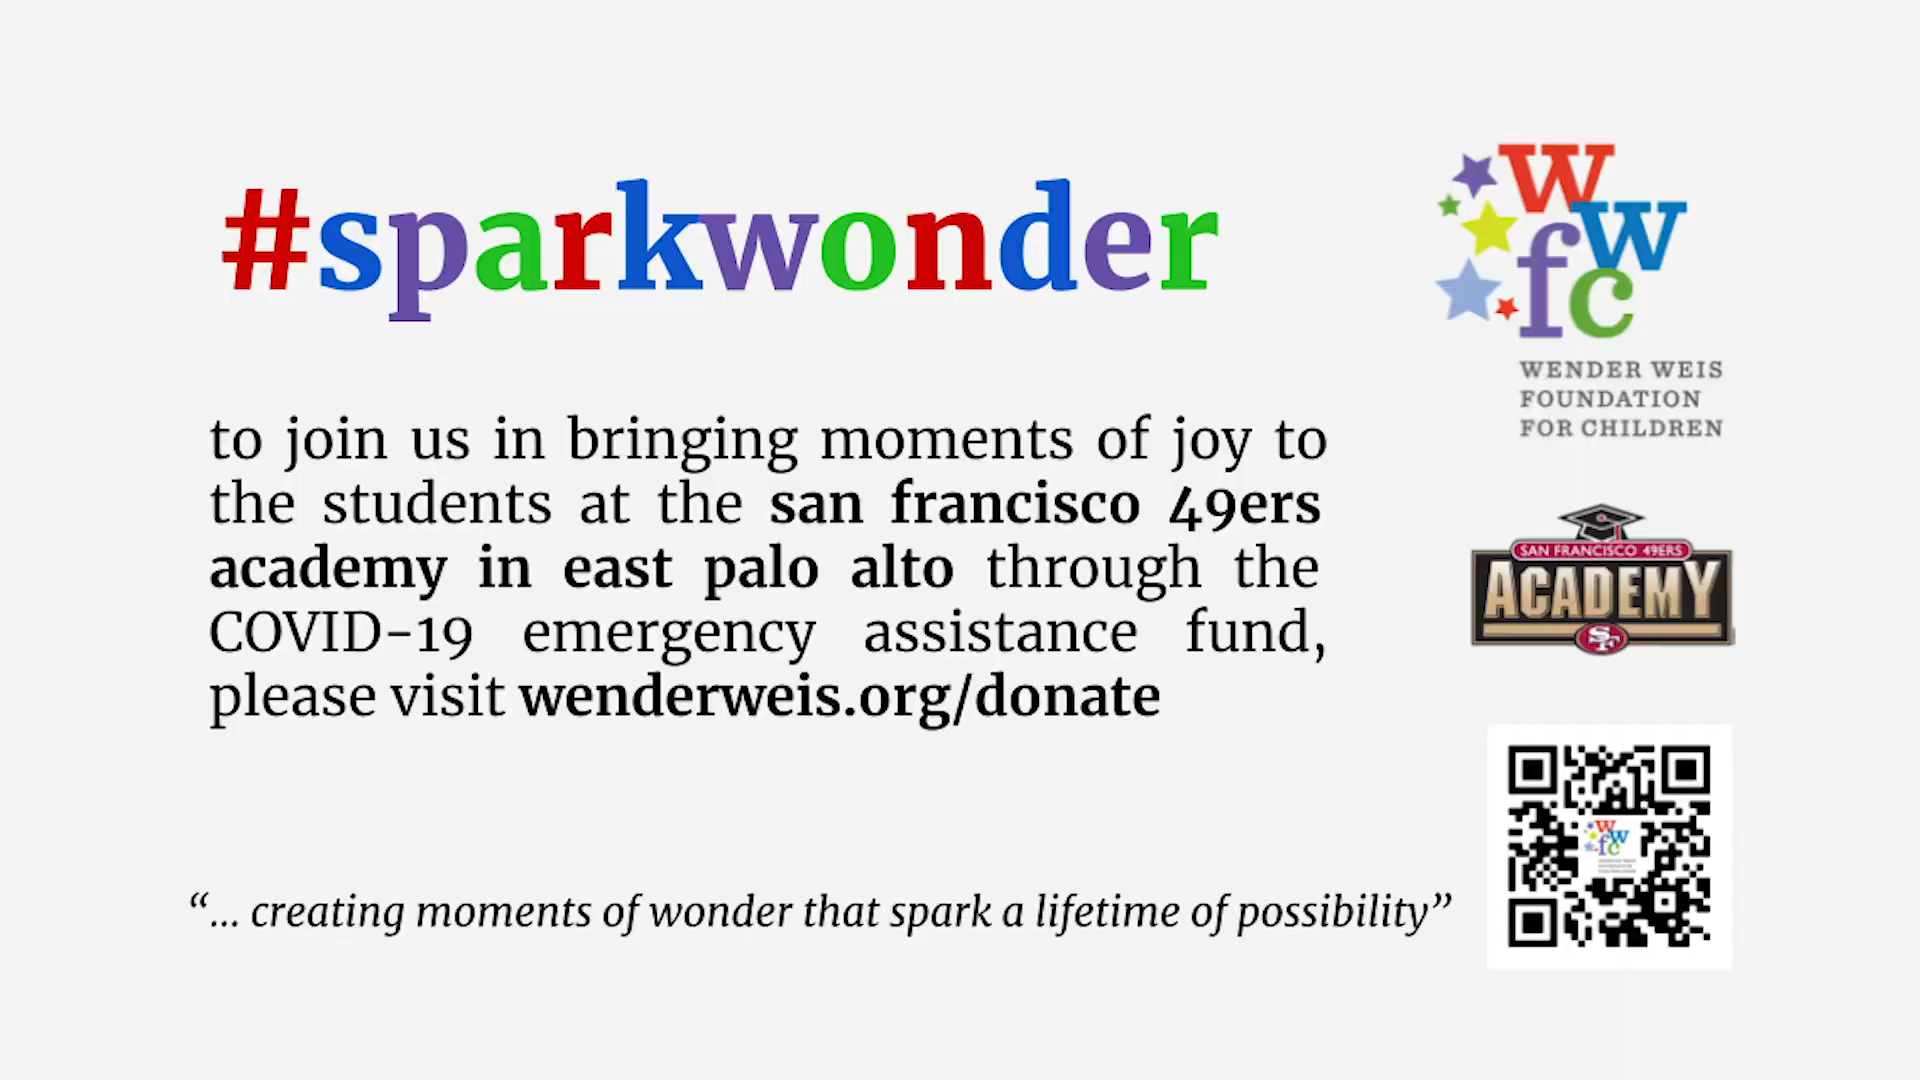 #sparkwonder
to join us in bringing moments of joy to
the students at the san francisco 49ers
academy in east palo alto through the
COVID-19 emergency assistance fund,
please visit wenderweis.org/donate
“... creating moments of wonder that spark a lifetime of possibility”
w
w
f
c
WENDER WEIS
FOUNDATION
FOR CHILDREN
SAN FRANCISCO 49ERS
ACADEMY
SF
w
w
f
c